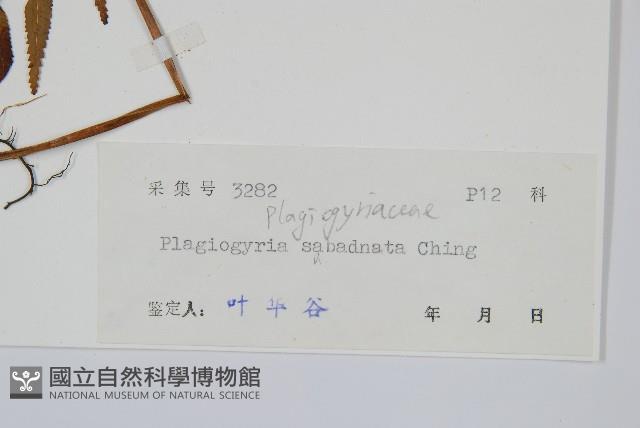 采集号 3282 P12 科
Plagiogyriaceae
Plagiogyria sabadnata Ching
鉴定人: 叶华谷 年 月 日
國立自然科學博物館
NATIONAL MUSEUM OF NATURAL SCIENCE